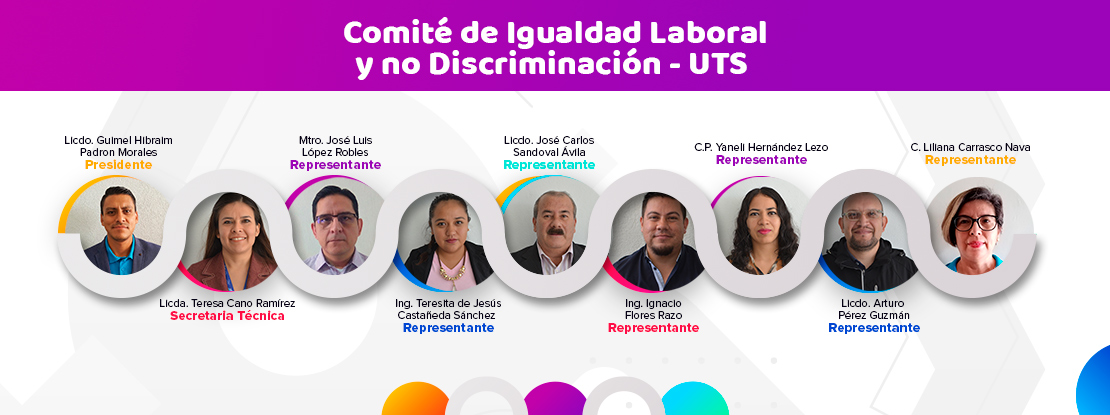 Comité de Igualdad Laboral
y no Discriminación - UTS
Licdo. Guimel Hibraim
Padron Morales
Presidente
Mtro. José Luis
López Robles
Representante
Licdo. José Carlos
Sandoval Ávila
Representante
C.P. Yaneli Hernández Lezo
Representante
C. Liliana Carrasco Nava
Representante
Licda. Teresa Cano Ramírez
Secretaria Técnica
Ing. Teresita de Jesús
Castañeda Sánchez
Representante
Ing. Ignacio
Flores Razo
Representante
Licdo. Arturo
Pérez Guzmán
Representante